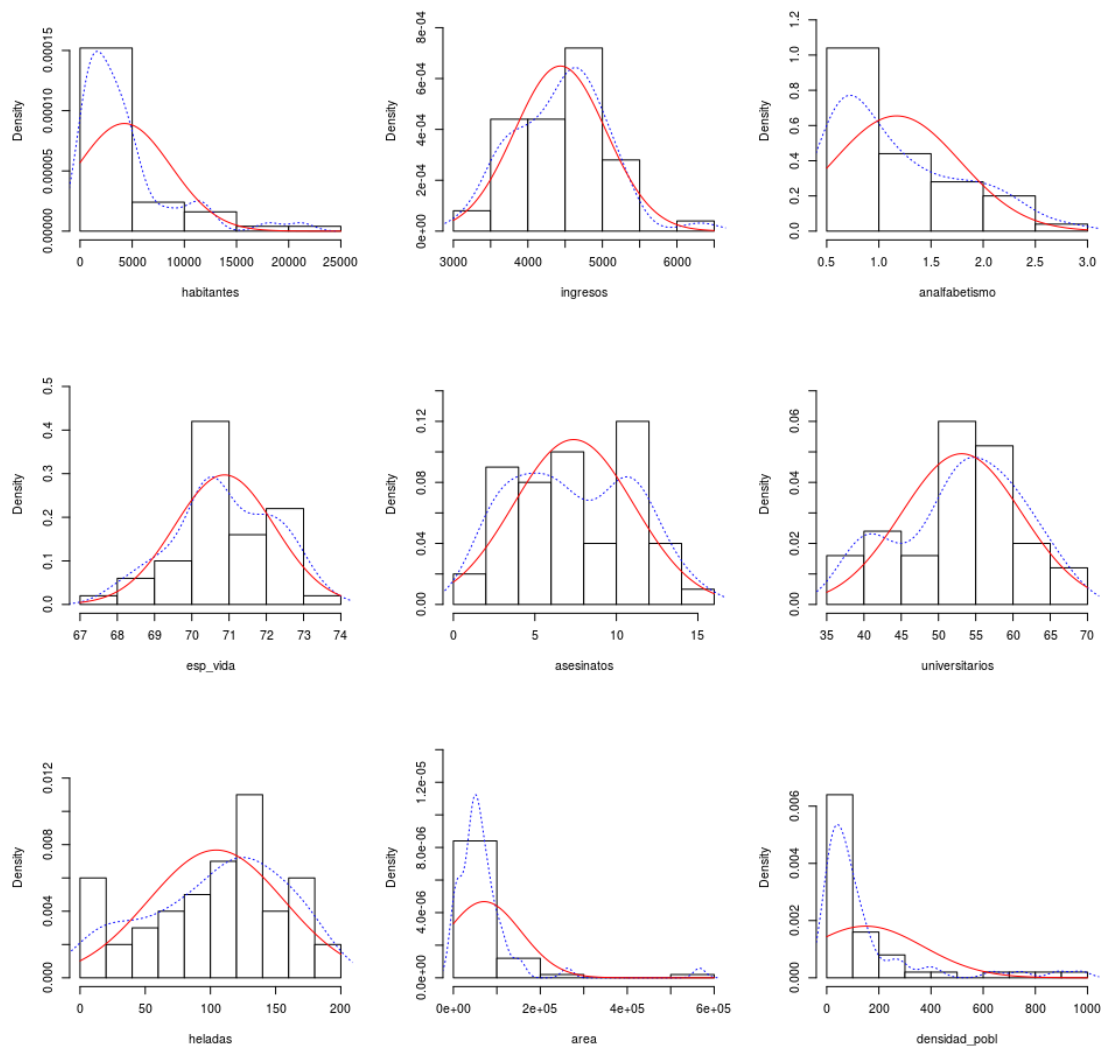 Density
0.00000 0.00005 0.00010 0.00015
0 5000 10000 15000 20000 25000
habitantes
Density
0e+00 2e-04 4e-04 6e-04 8e-04
3000 4000 5000 6000
ingresos
Density
0.0 0.2 0.4 0.6 0.8 1.0 1.2
0.5 1.0 1.5 2.0 2.5 3.0
analfabetismo
Density
0.0 0.1 0.2 0.3 0.4 0.5
67 68 69 70 71 72 73 74
esp_vida
Density
0.00 0.04 0.08 0.12
0 5 10 15
asesinatos
Density
0.00 0.02 0.04 0.06
35 40 45 50 55 60 65 70
universitarios
Density
0.000 0.004 0.008 0.012
0 50 100 150 200
heladas
Density
0.0e+00 4.0e-06 8.0e-06 1.2e-05
0e+00 2e+05 4e+05 6e+05
area
Density
0.000 0.002 0.004 0.006
0 200 400 600 800 1000
densidad_pobl